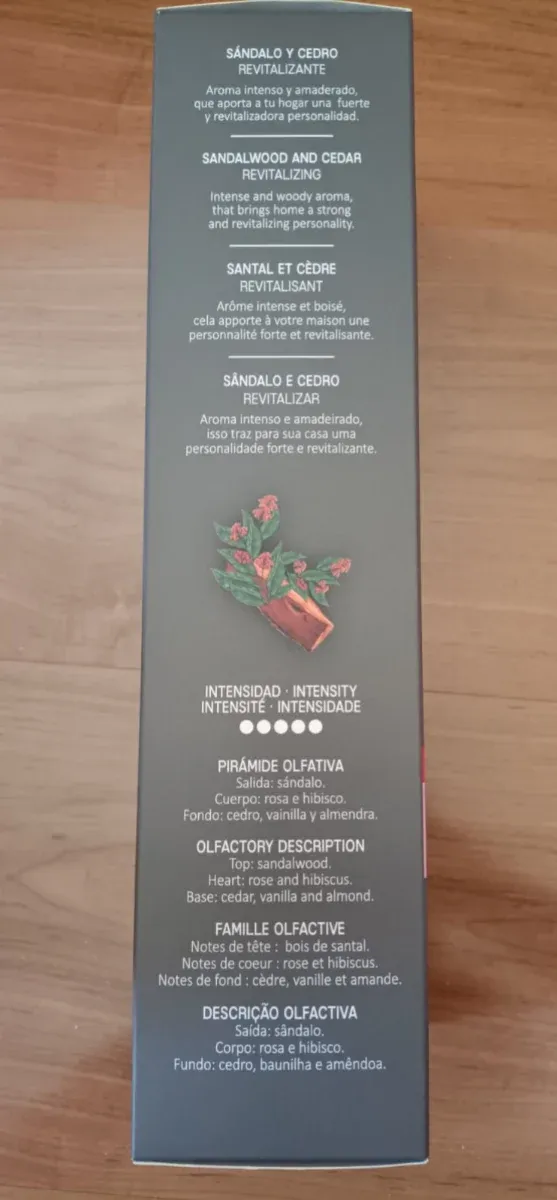 SÁNDALO Y CEDRO
REVITALIZANTE
Aroma intenso y amaderado,
que aporta a tu hogar una fuerte
y revitalizadora personalidad.
SANDALWOOD AND CEDAR
REVITALIZING
Intense and woody aroma,
that brings home a strong
and revitalizing personality.
SANTAL ET CÈDRE
REVITALISANT
Arôme intense et boisé,
cela apporte à votre maison une
personnalité forte et revitalisante.
SÂNDALO E CEDRO
REVITALIZAR
Aroma intenso e amadeirado,
isso traz para sua casa uma
personalidade forte e revitalizante.
INTENSIDAD · INTENSITY
INTENSITÉ · INTENSIDADE
PIRÁMIDE OLFATIVA
Salida: sándalo.
Cuerpo: rosa e hibisco.
Fondo: cedro, vainilla y almendra.
OLFACTORY DESCRIPTION
Top: sandalwood.
Heart: rose and hibiscus.
Base: cedar, vanilla and almond.
FAMILLE OLFACTIVE
Notes de tête : bois de santal.
Notes de coeur : rose et hibiscus.
Notes de fond : cèdre, vanille et amande.
DESCRIÇÃO OLFACTIVA
Saída: sândalo.
Corpo: rosa e hibisco.
Fundo: cedro, baunilha e amêndoa.